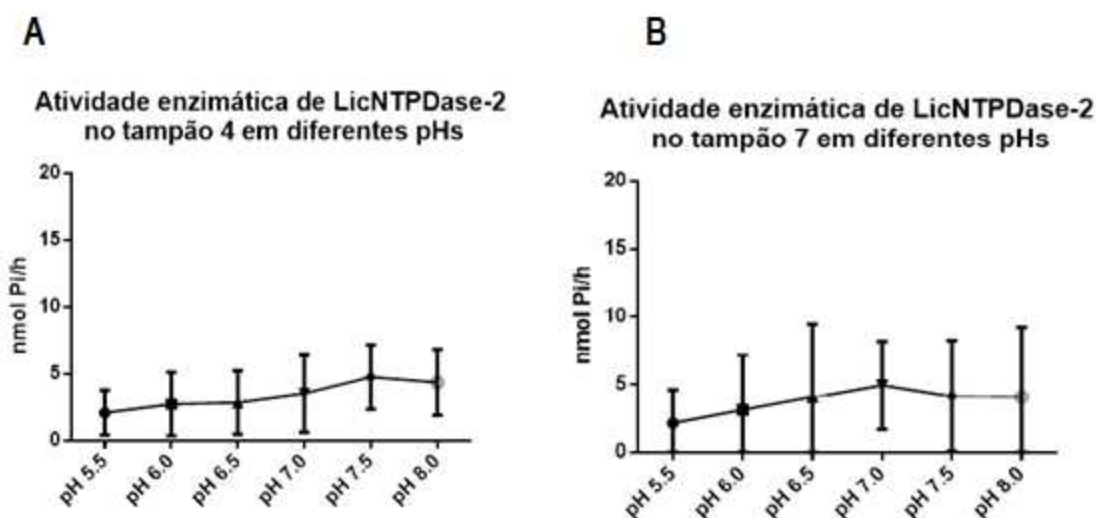 A
Atividade enzimática de LicNTPDase-2
no tampão 4 em diferentes pHs
20
15
10
5
0
nmol Pi/h
pH 5.5
pH 6.0
pH 6.5
pH 7.0
pH 7.5
pH 8.0
B
Atividade enzimática de LicNTPDase-2
no tampão 7 em diferentes pHs
20
15
10
5
0
nmol Pi/h
pH 5.5
pH 6.0
pH 6.5
pH 7.0
pH 7.5
pH 8.0